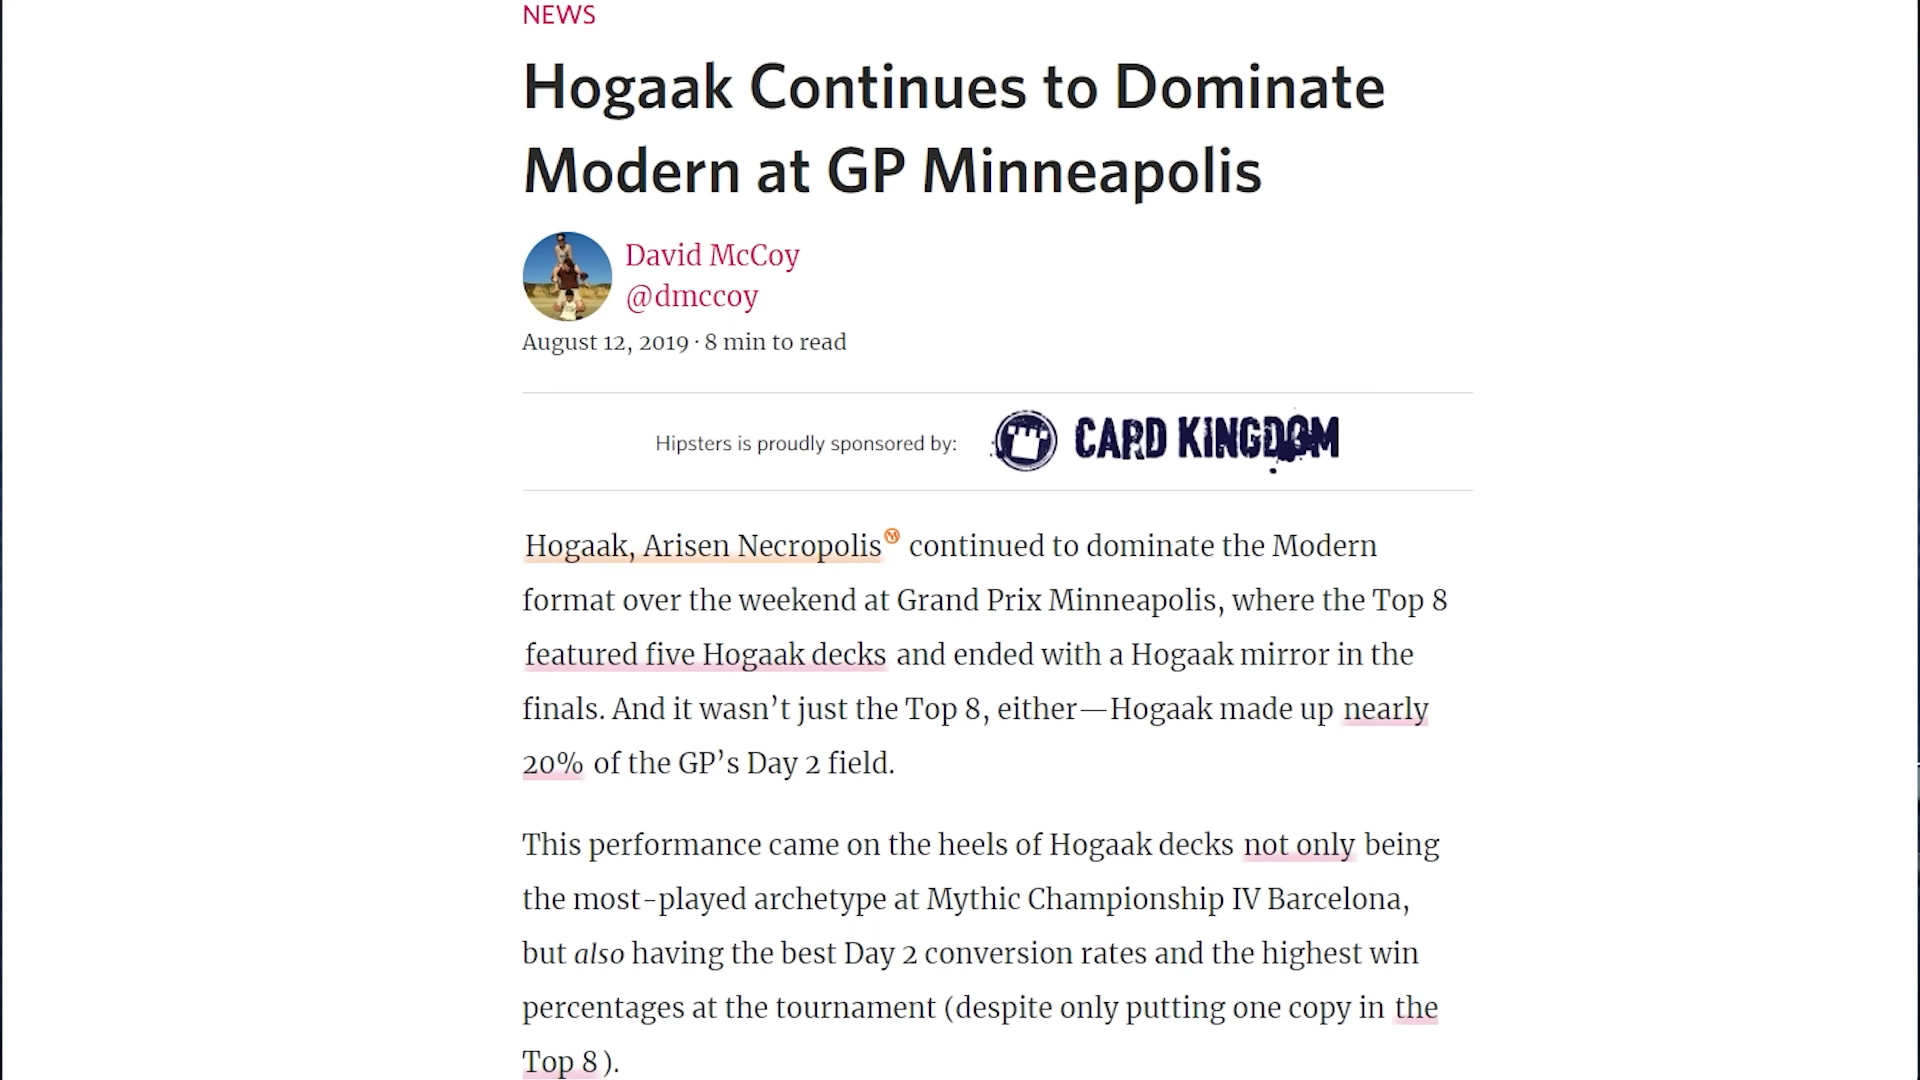 NEWS
Hogaak Continues to Dominate
Modern at GP Minneapolis
David McCoy
@dmccoy
August 12, 2019 · 8 min to read
Hipsters is proudly sponsored by:
CARD KINGDOM
Hogaak, Arisen Necropolis continued to dominate the Modern
format over the weekend at Grand Prix Minneapolis, where the Top 8
featured five Hogaak decks and ended with a Hogaak mirror in the
finals. And it wasn’t just the Top 8, either—Hogaak made up nearly
20% of the GP’s Day 2 field.
This performance came on the heels of Hogaak decks not only being
the most-played archetype at Mythic Championship IV Barcelona,
but also having the best Day 2 conversion rates and the highest win
percentages at the tournament (despite only putting one copy in the
Top 8).